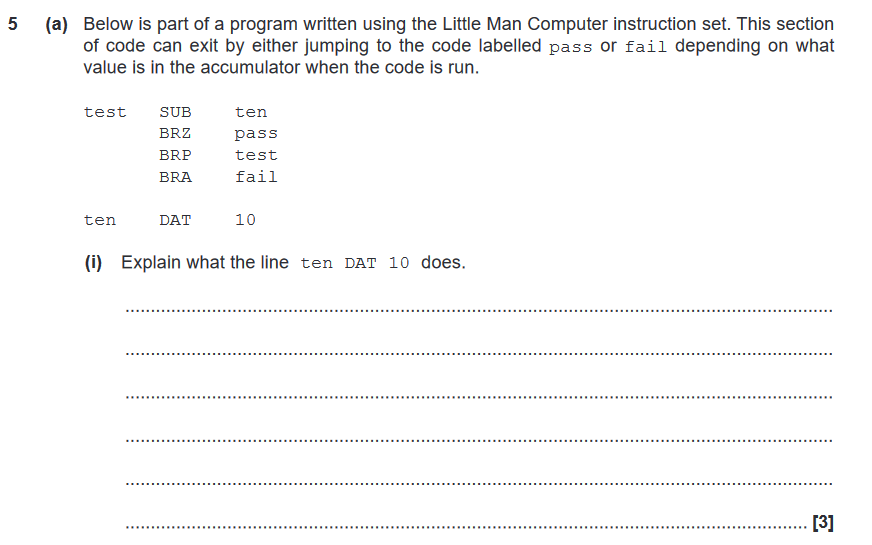 5 (a) Below is part of a program written using the Little Man Computer instruction set. This section
of code can exit by either jumping to the code labelled pass or fail depending on what
value is in the accumulator when the code is run.
test SUB ten
BRZ pass
BRP test
BRA fail
ten DAT 10
(i) Explain what the line ten DAT 10 does.
[3]